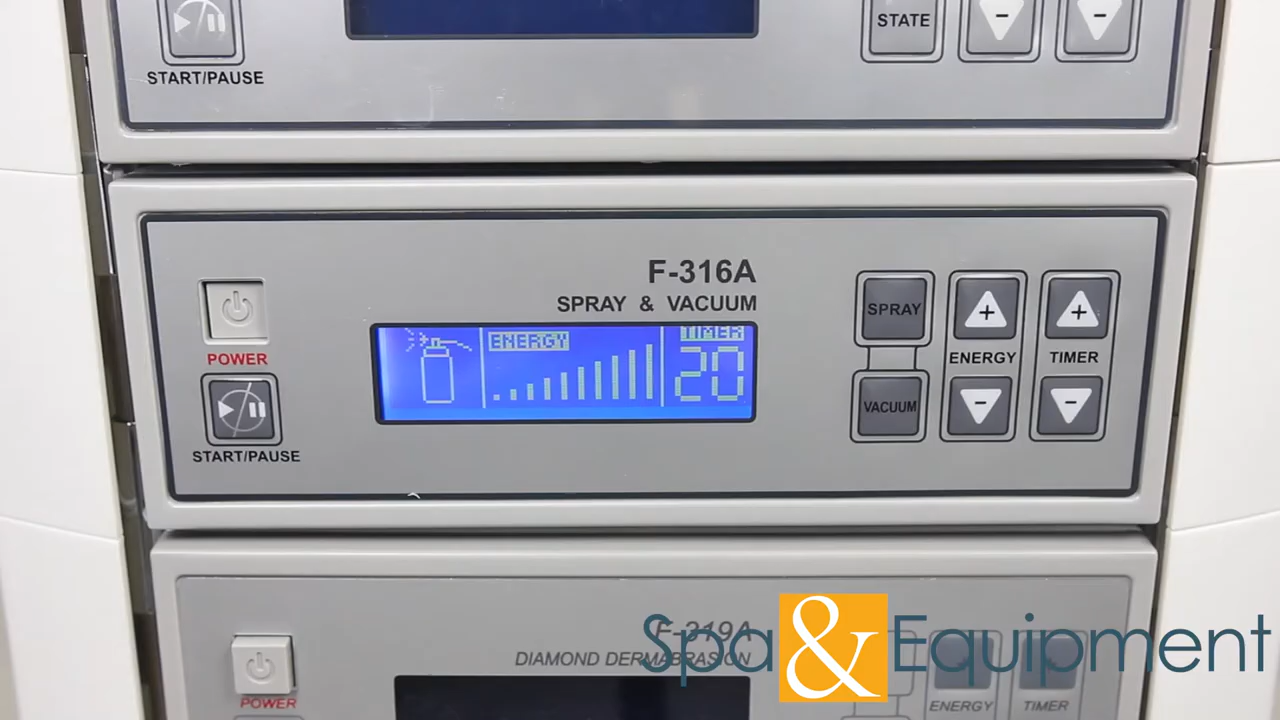 START/PAUSE
STATE
F-316A
SPRAY & VACUUM
POWER
START/PAUSE
ENERGY
TIMER
20
SPRAY
VACUUM
ENERGY
TIMER
F-319A
DIAMOND DERMABRASION
POWER
ENERGY
TIMER
Spa & Equipment